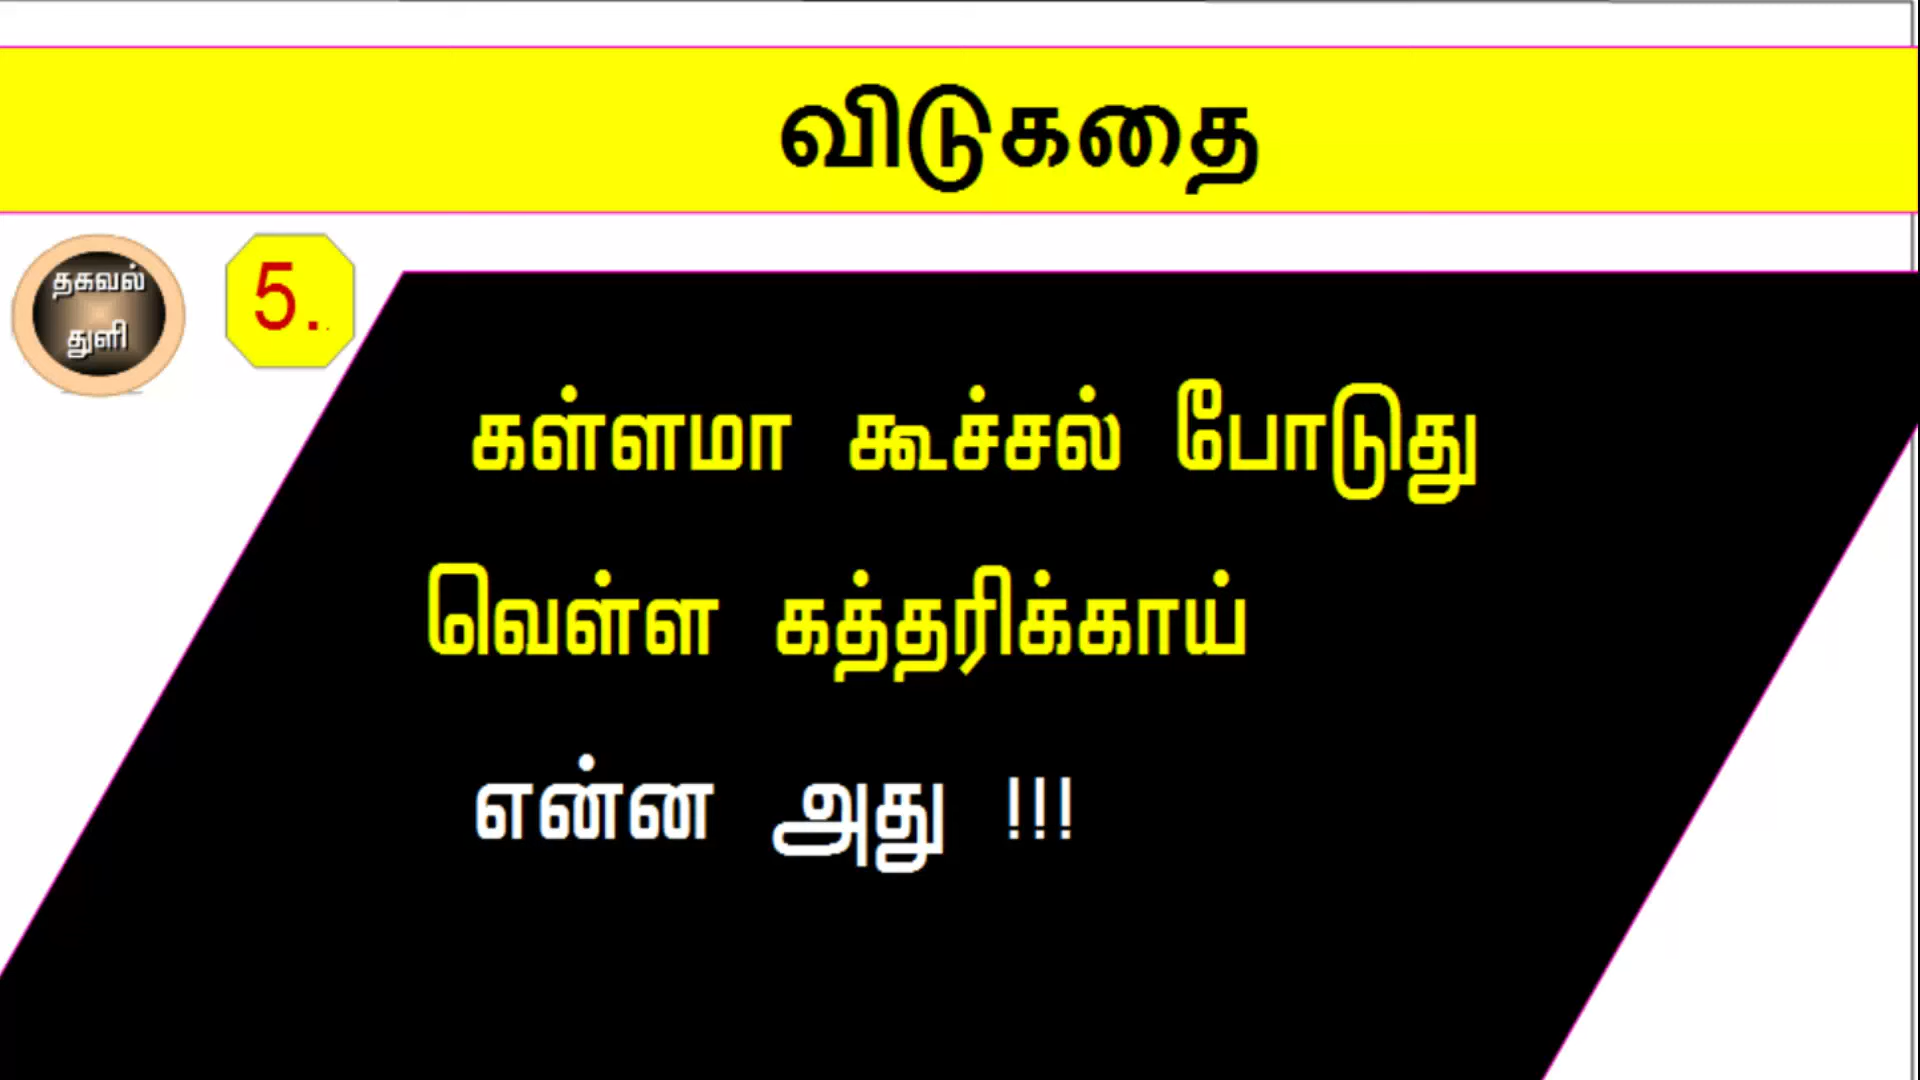 விடுகதை
தகவல்
துளி
5.
கள்ளமா கூச்சல் போடுது
வெள்ள கத்தரிக்காய்
என்ன அது !!!